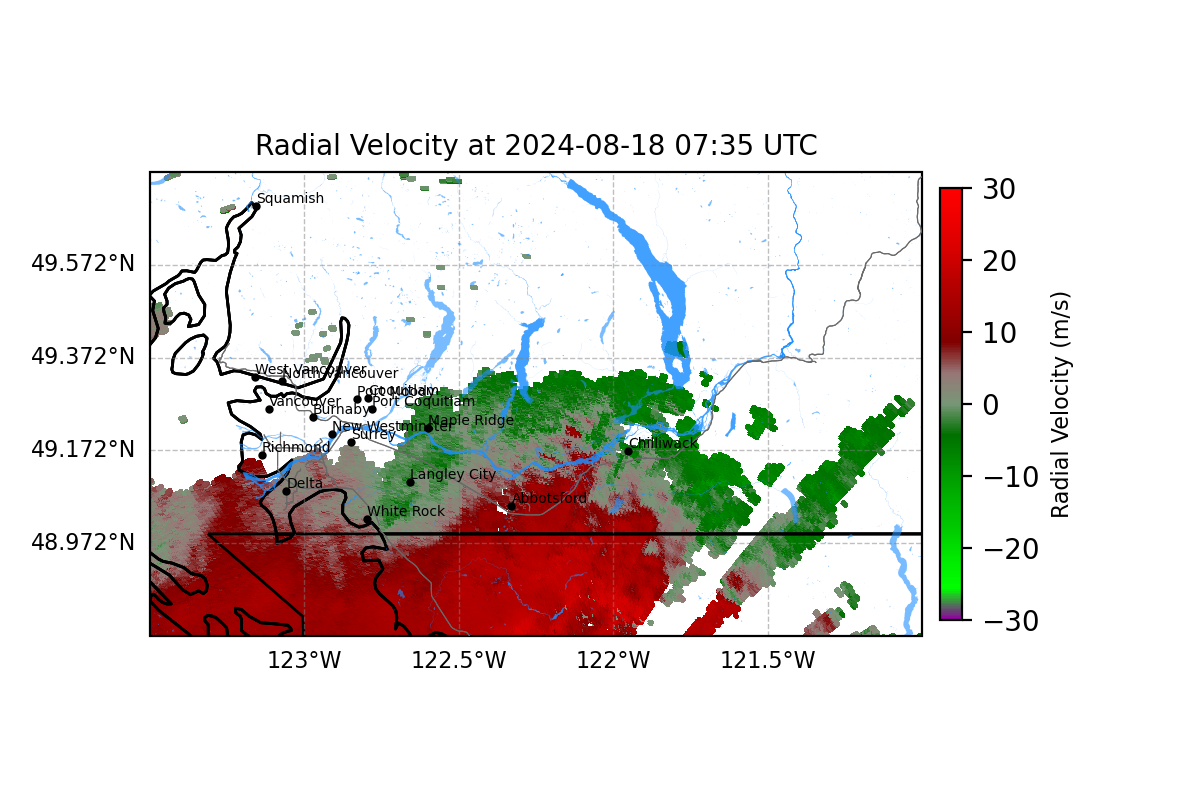 Radial Velocity at 2024-08-18 07:35 UTC
Squamish
West Vancouver
North Vancouver
Port Moody
Coquitlam
Vancouver
Port Coquitlam
Burnaby
Maple Ridge
New Westminster
Surrey
Richmond
Chilliwack
Langley City
Delta
Abbotsford
White Rock
49.572°N
49.372°N
49.172°N
48.972°N
123°W
122.5°W
122°W
121.5°W
30
20
10
0
−10
−20
−30
Radial Velocity (m/s)